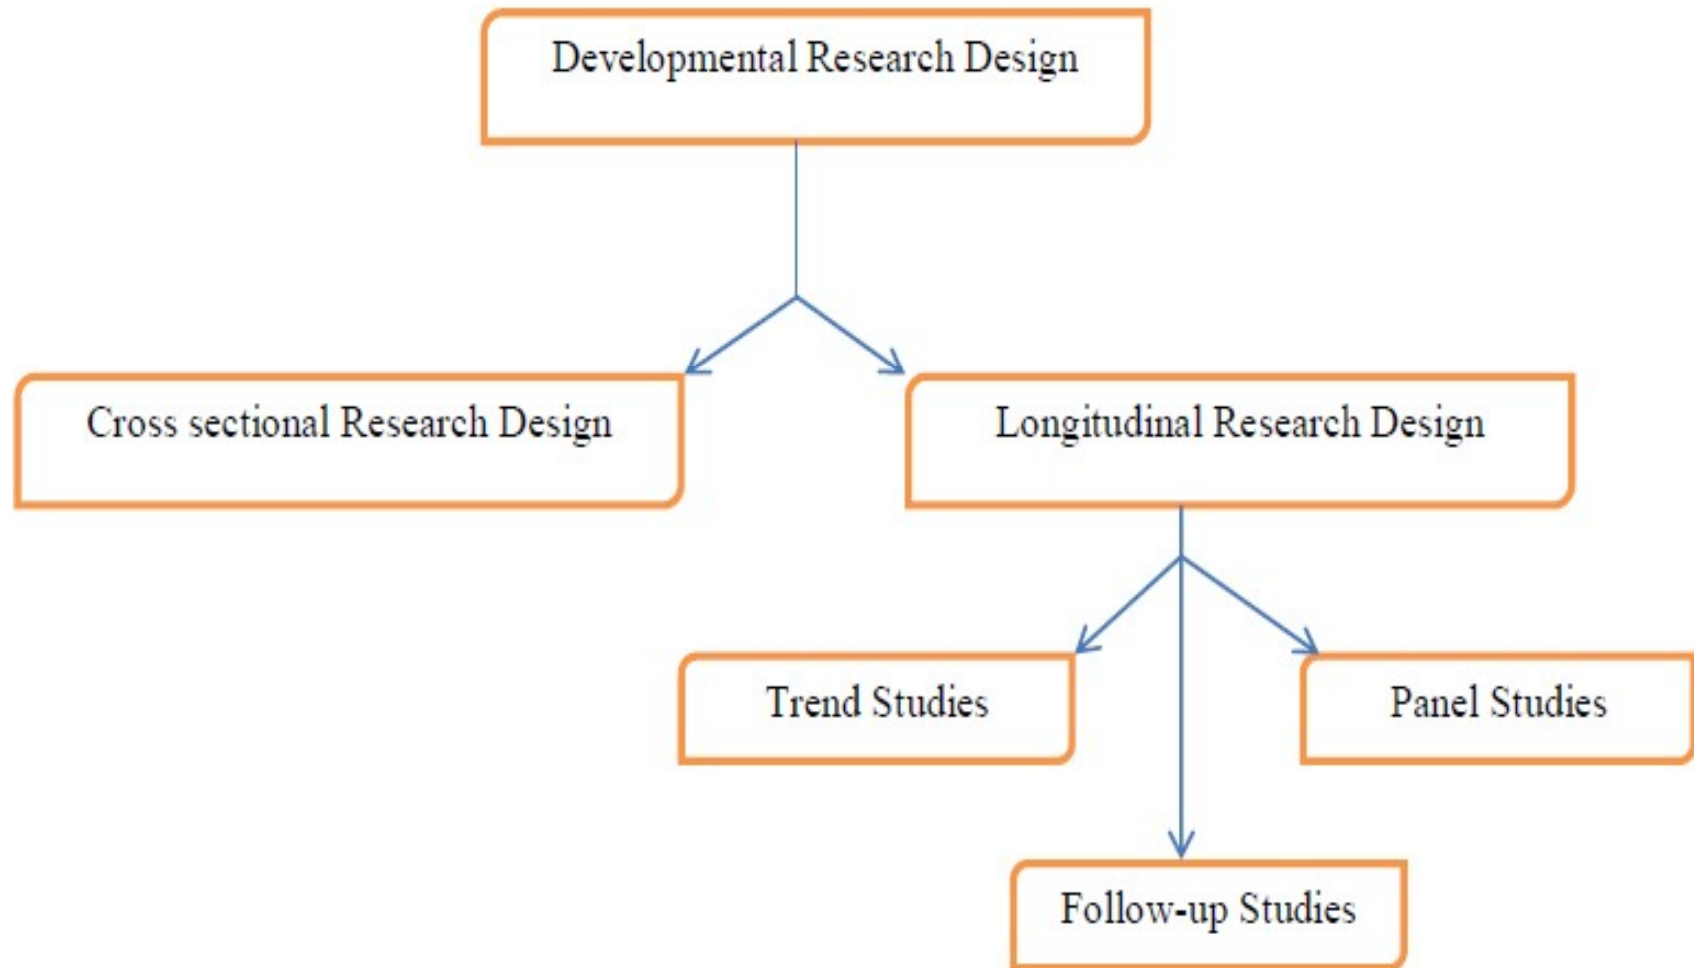 Developmental Research Design
Cross sectional Research Design
Longitudinal Research Design
Trend Studies
Panel Studies
Follow-up Studies